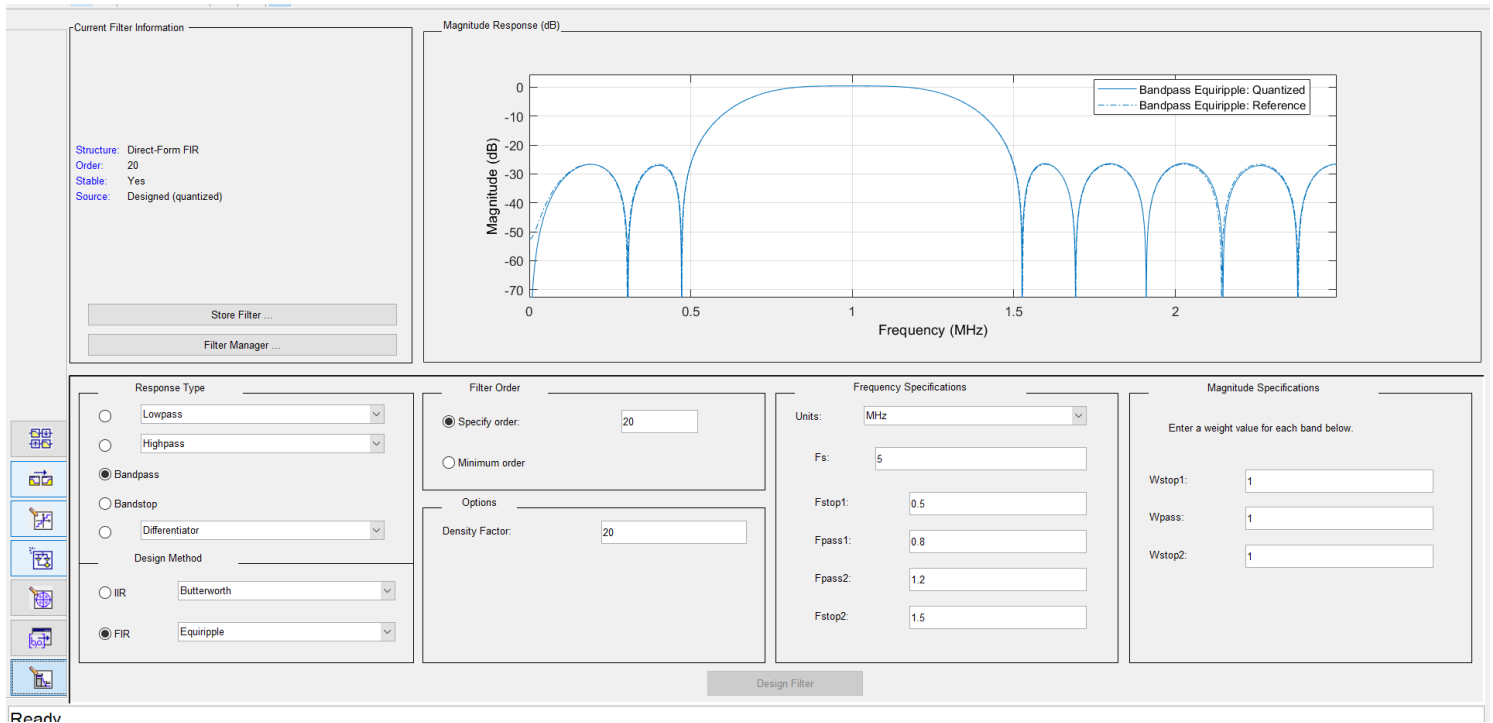 Current Filter Information
Structure: Direct-Form FIR
Order: 20
Stable: Yes
Source: Designed (quantized)
Store Filter ...
Filter Manager ...
Magnitude Response (dB)
Bandpass Equiripple: Quantized
Bandpass Equiripple: Reference
Magnitude (dB)
0
-10
-20
-30
-40
-50
-60
-70
0 0.5 1 1.5 2
Frequency (MHz)
Response Type
Lowpass
Highpass
Bandpass
Bandstop
Differentiator
Design Method
IIR Butterworth
FIR Equiripple
Filter Order
Specify order: 20
Minimum order
Options
Density Factor: 20
Frequency Specifications
Units: MHz
Fs: 5
Fstop1: 0.5
Fpass1: 0.8
Fpass2: 1.2
Fstop2: 1.5
Magnitude Specifications
Enter a weight value for each band below.
Wstop1: 1
Wpass: 1
Wstop2: 1
Design Filter
Ready